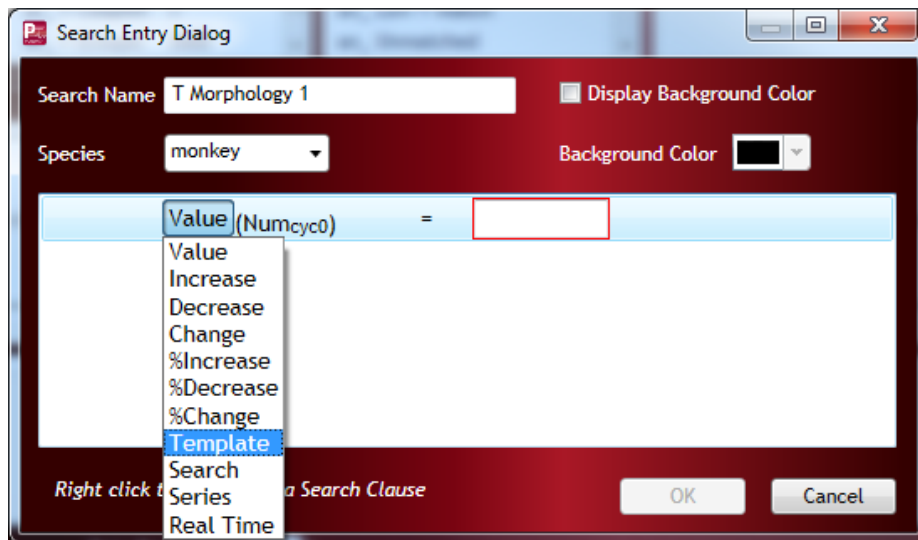 Search Entry Dialog
Search Name T Morphology 1 Display Background Color
Species monkey Background Color
Value (Numcyc0) =
Value
Increase
Decrease
Change
%Increase
%Decrease
%Change
Template
Search
Series
Real Time
Right click t a Search Clause
OK Cancel